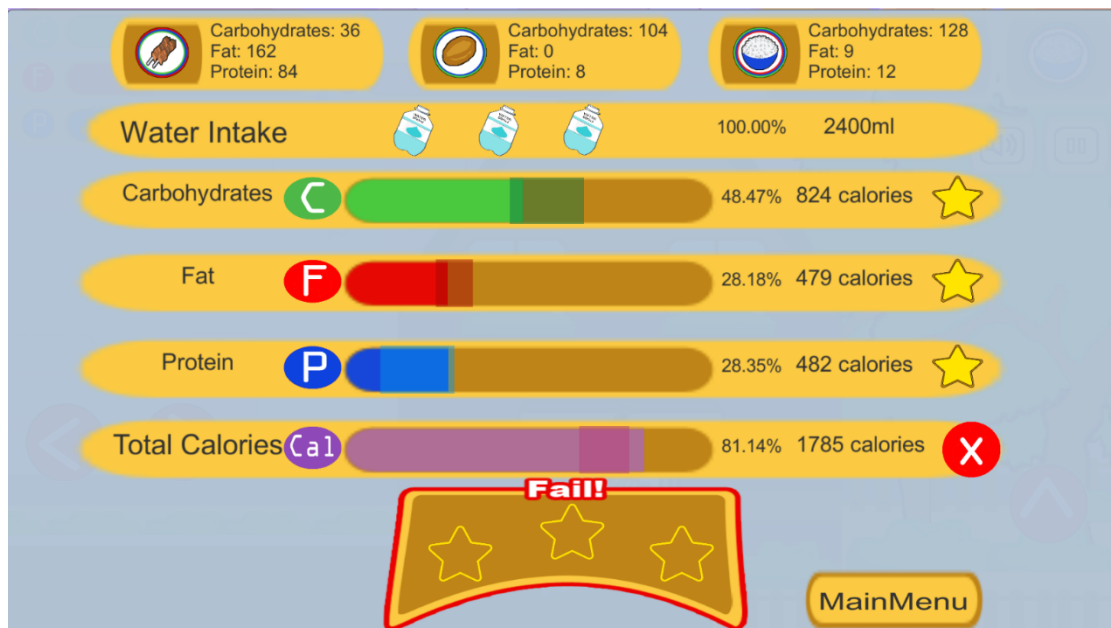 Carbohydrates: 36
Fat: 162
Protein: 84
Carbohydrates: 104
Fat: 0
Protein: 8
Carbohydrates: 128
Fat: 9
Protein: 12
Water Intake 100.00% 2400ml
Carbohydrates C 48.47% 824 calories
Fat F 28.18% 479 calories
Protein P 28.35% 482 calories
Total Calories Cal 81.14% 1785 calories X
Fail!
MainMenu